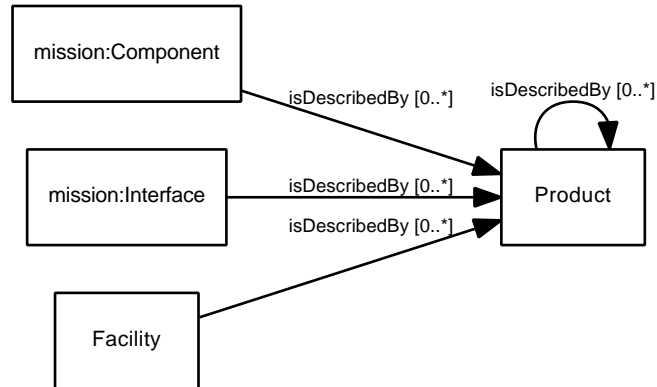 mission:Component
isDescribedBy [0..*]
isDescribedBy [0..*]
mission:Interface
isDescribedBy [0..*]
Product
isDescribedBy [0..*]
Facility